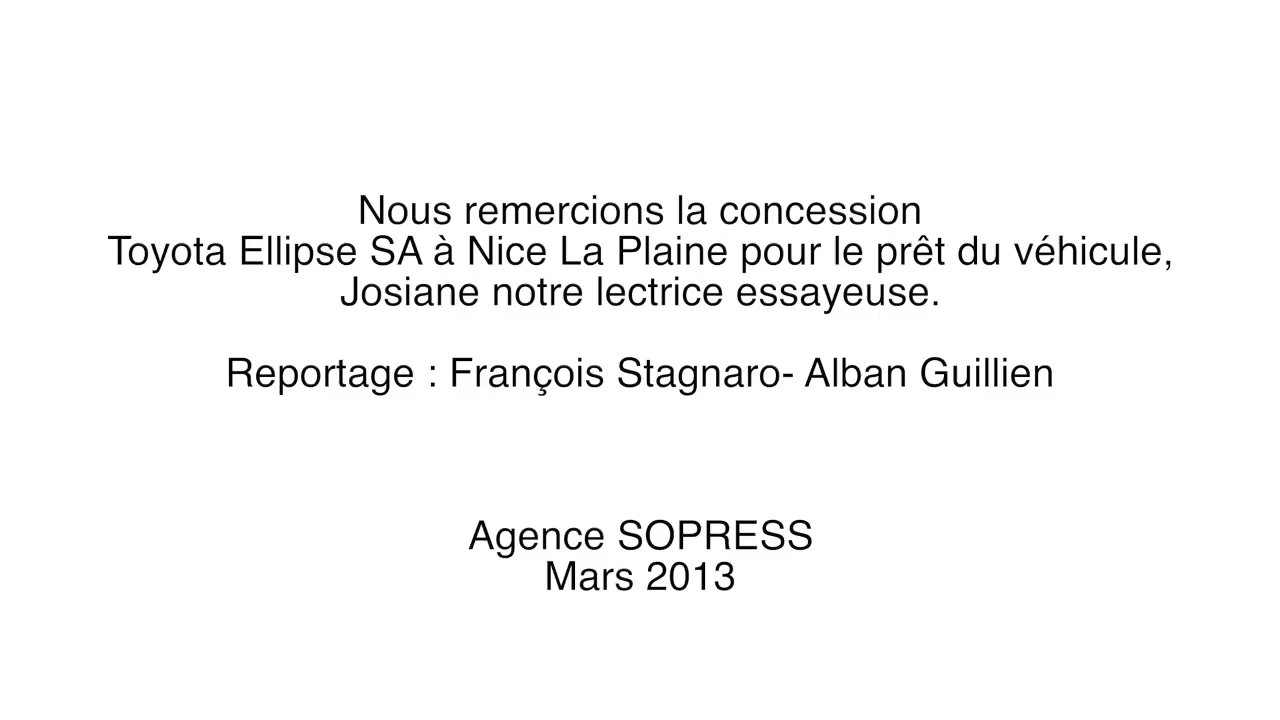 Nous remercions la concession
Toyota Ellipse SA à Nice La Plaine pour le prêt du véhicule,
Josiane notre lectrice essayeuse.
Reportage : François Stagnaro- Alban Guillien
Agence SOPRESS
Mars 2013